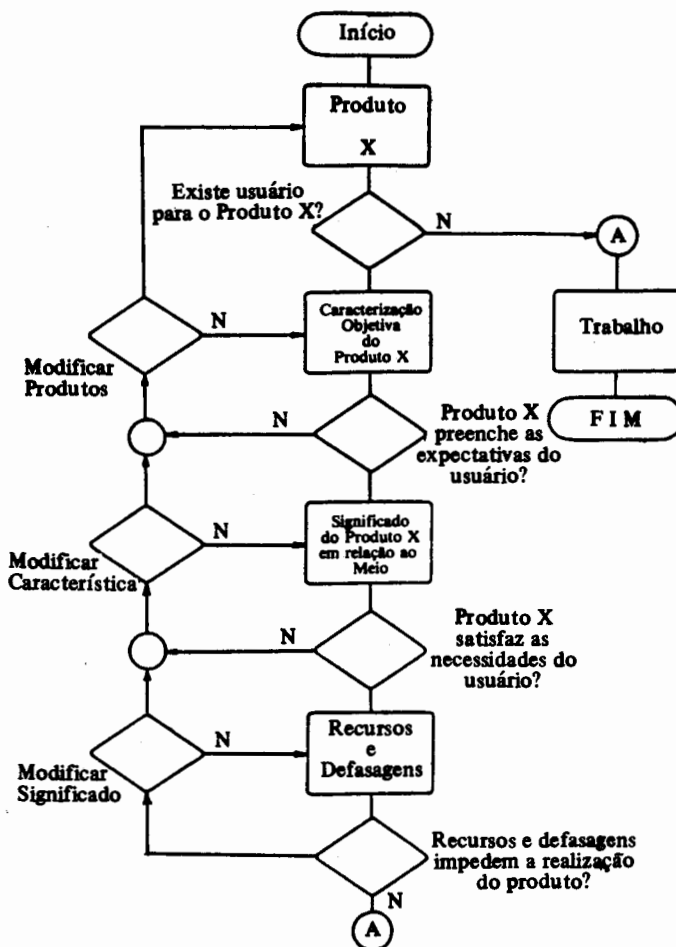 Início
Produto
X
Existe usuário
para o Produto X?
N
A
Caracterização
Objetiva
do
Produto X
N
Trabalho
Modificar
Produtos
F I M
N
Produto X
preenche as
expectativas do
usuário?
Significado
do Produto X
em relação ao
Meio
N
Modificar
Característica
N
Produto X
satisfaz as
necessidades do
usuário?
Recursos
e
Defasagens
N
Modificar
Significado
Recursos e defasagens
impedem a realização
do produto?
N
A